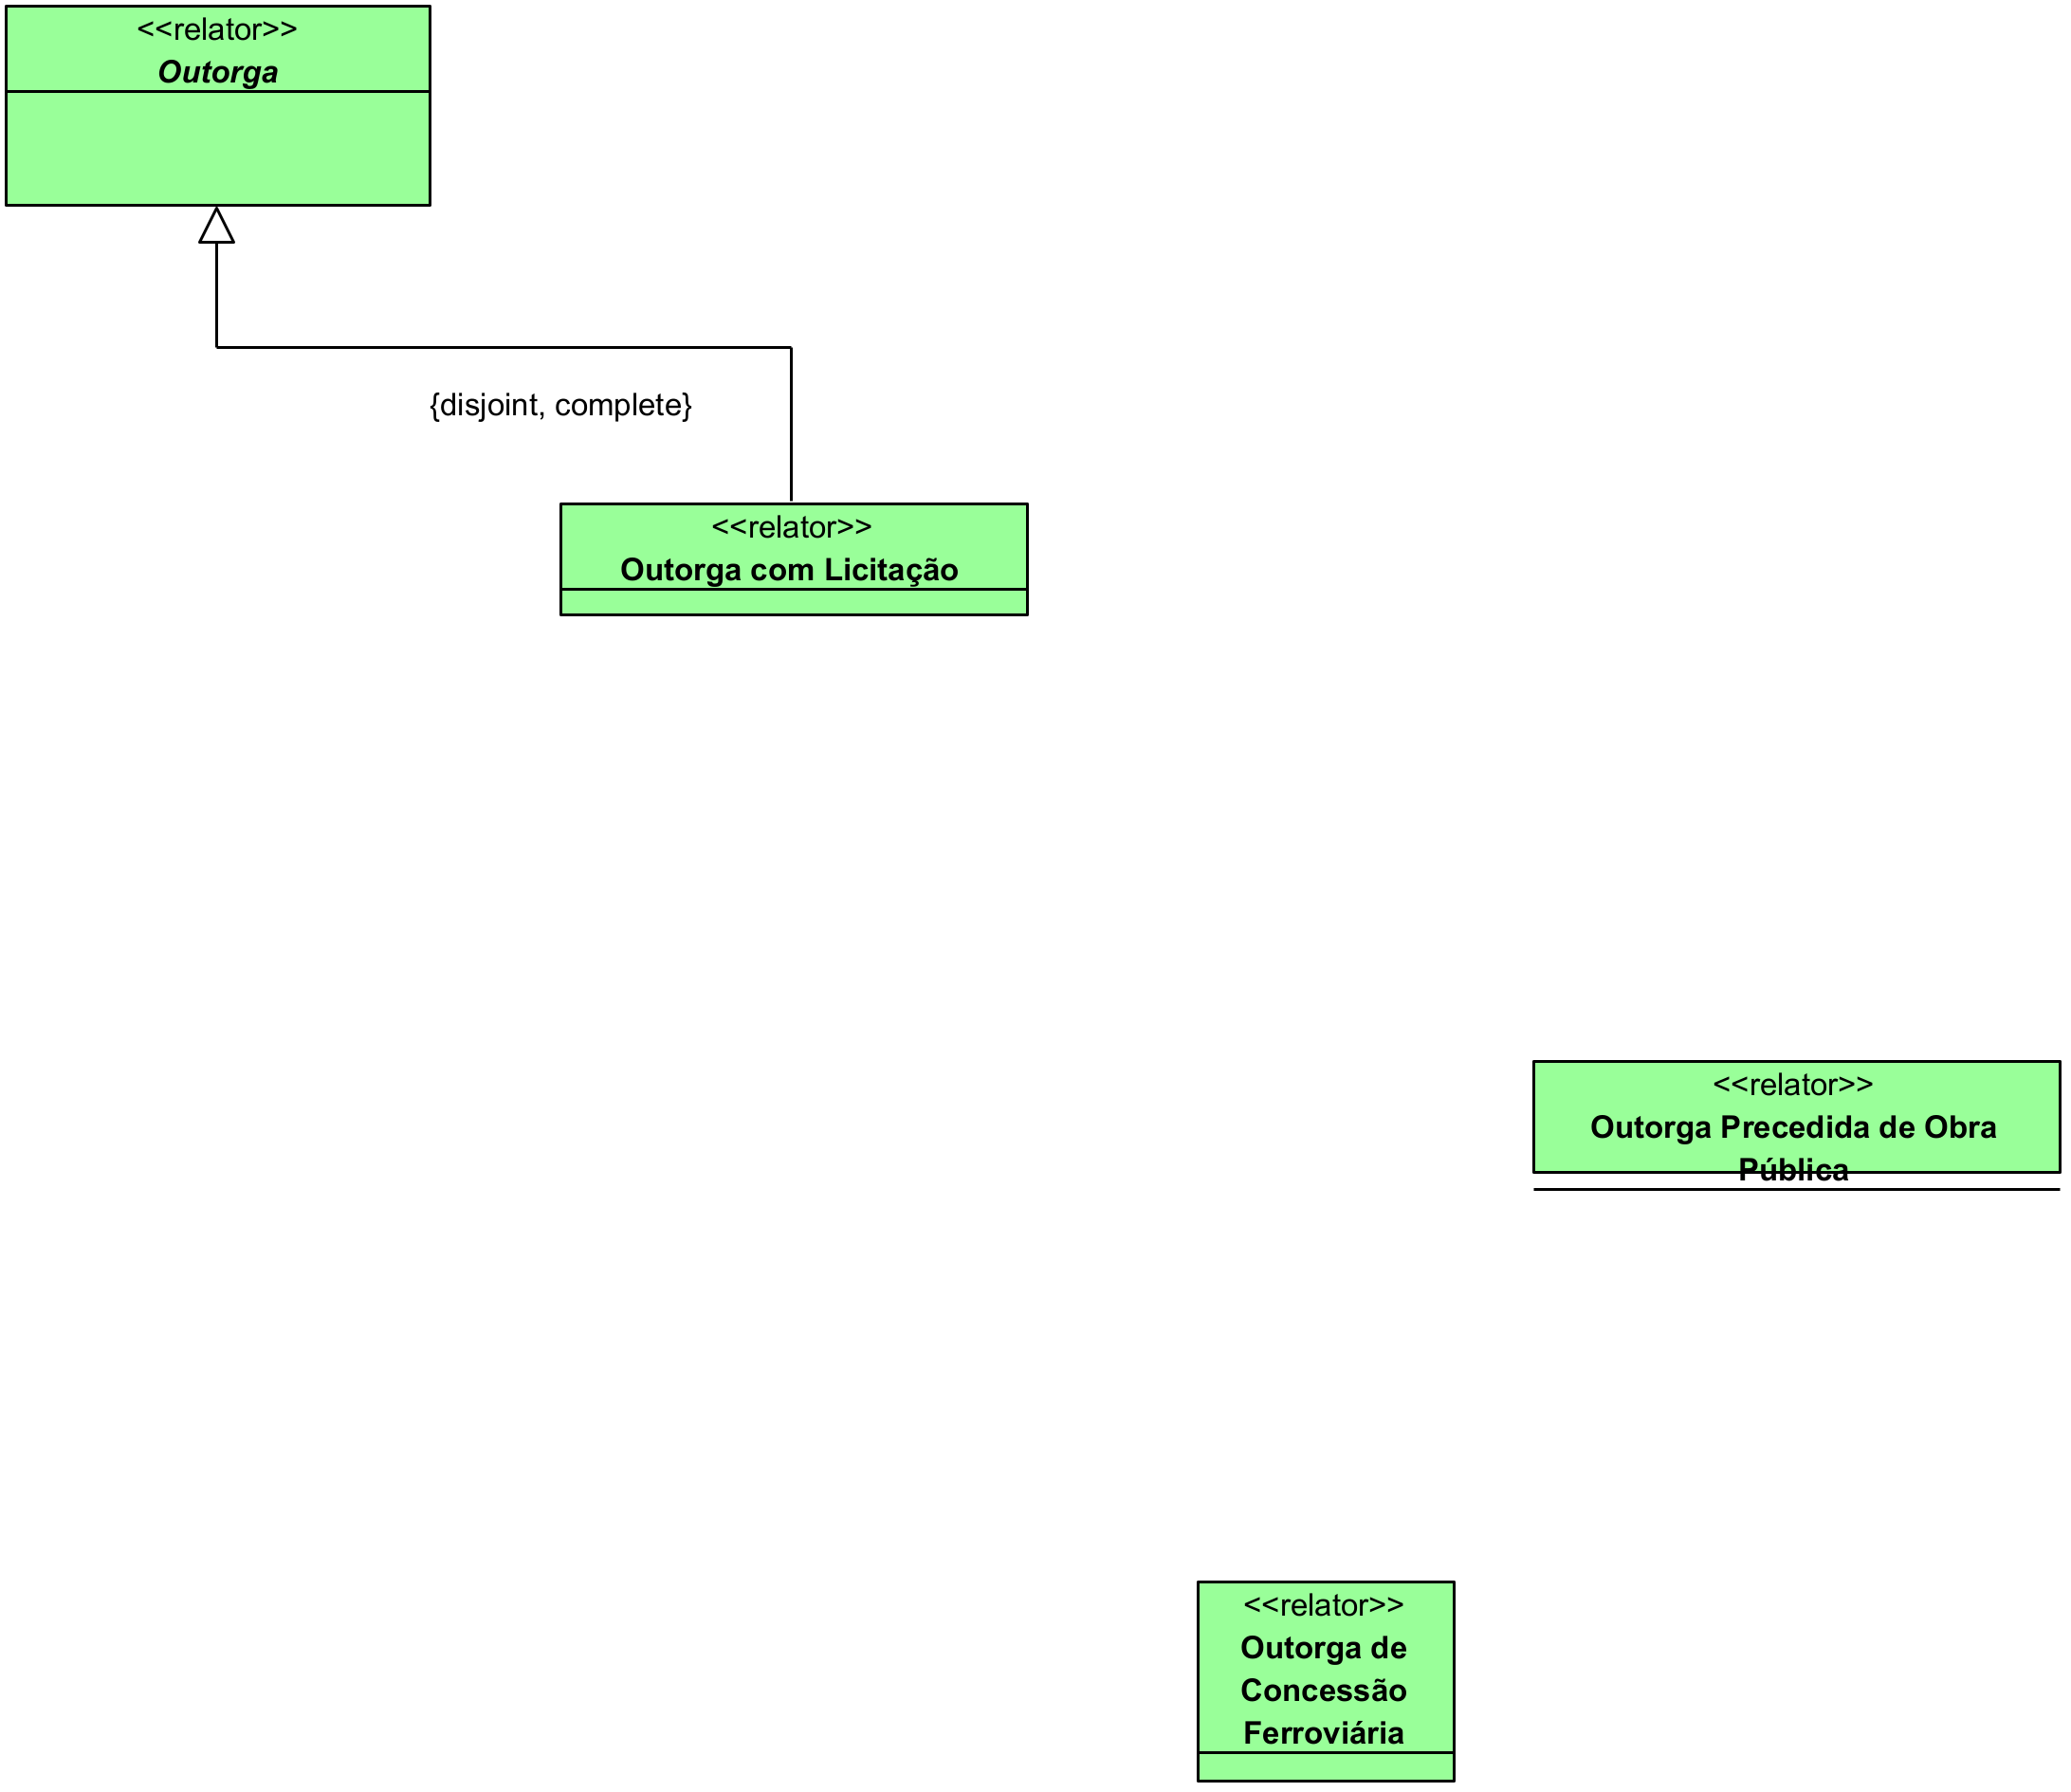 <<relator>>
Outorga
{disjoint, complete}
<<relator>>
Outorga com Licitação
<<relator>>
Outorga Precedida de Obra
Pública
<<relator>>
Outorga de
Concessão
Ferroviária